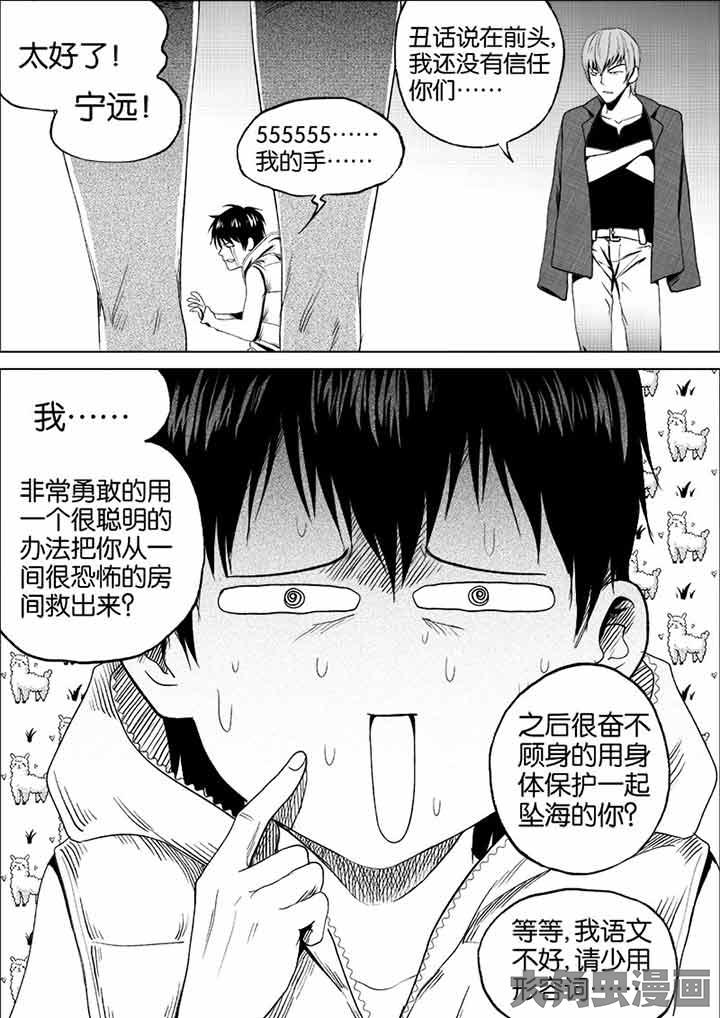 太好了!
宁远!
555555……
我的手……
丑话说在前头,
我还没有信任
你们……
我……
非常勇敢的用
一个很聪明的
办法把你从一
间很恐怖的房
间救出来?
之后很奋不
顾身的用身
体保护一起
坠海的你?
等等,我语文
不好,请少用
形容词……
漫画